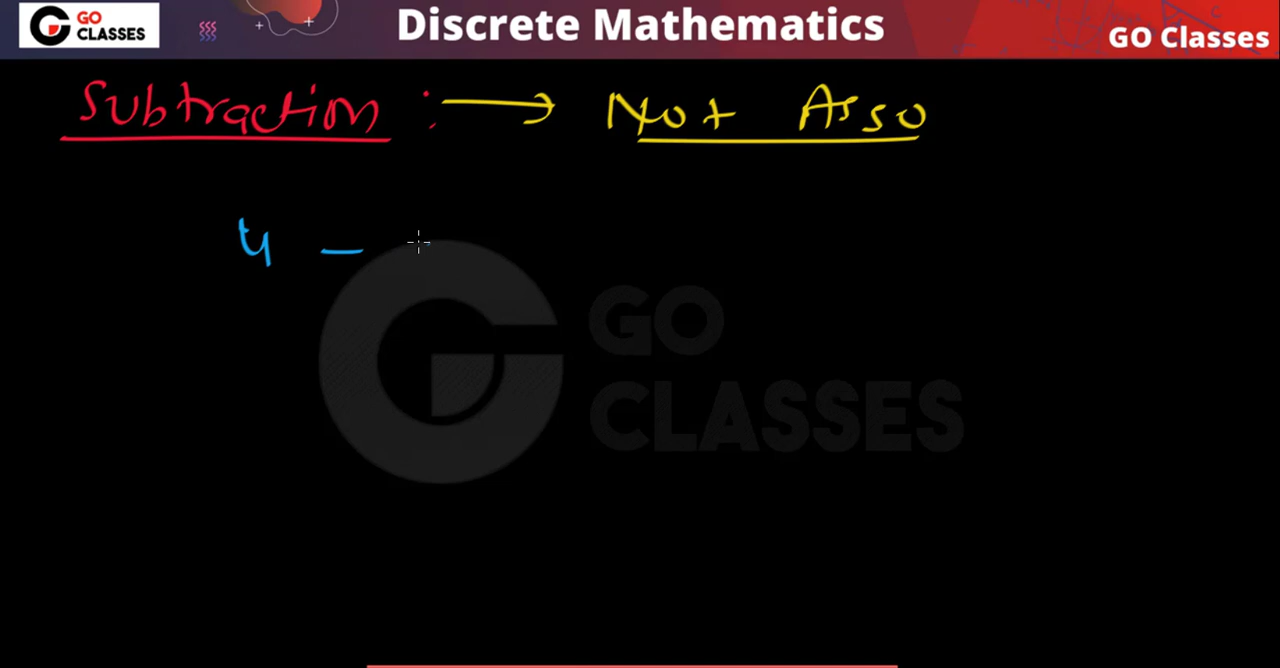 GO
CLASSES
Discrete Mathematics
GO Classes
Subtraction : → Not Asso
4 -
GO
CLASSES